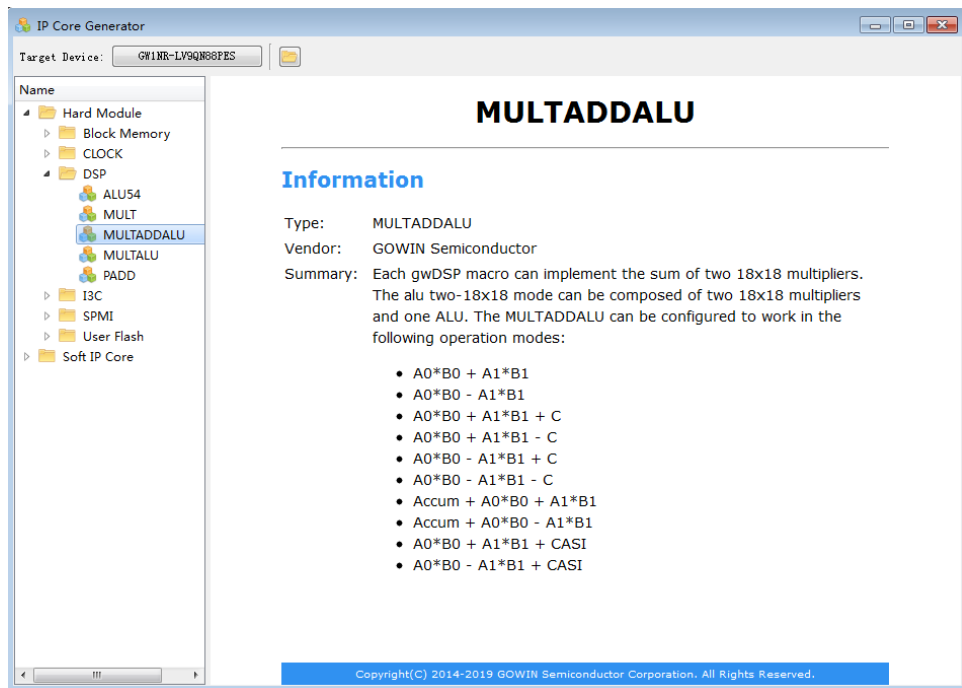 IP Core Generator
Target Device: GW1NR-LV9QN88PES
Name
Hard Module
Block Memory
CLOCK
DSP
ALU54
MULT
MULTADDALU
MULTALU
PADD
I3C
SPMI
User Flash
Soft IP Core
MULTADDALU
Information
Type: MULTADDALU
Vendor: GOWIN Semiconductor
Summary: Each gwDSP macro can implement the sum of two 18x18 multipliers.
The alu two-18x18 mode can be composed of two 18x18 multipliers
and one ALU. The MULTADDALU can be configured to work in the
following operation modes:
• A0*B0 + A1*B1
• A0*B0 - A1*B1
• A0*B0 + A1*B1 + C
• A0*B0 + A1*B1 - C
• A0*B0 - A1*B1 + C
• A0*B0 - A1*B1 - C
• Accum + A0*B0 + A1*B1
• Accum + A0*B0 - A1*B1
• A0*B0 + A1*B1 + CASI
• A0*B0 - A1*B1 + CASI
Copyright(C) 2014-2019 GOWIN Semiconductor Corporation. All Rights Reserved.